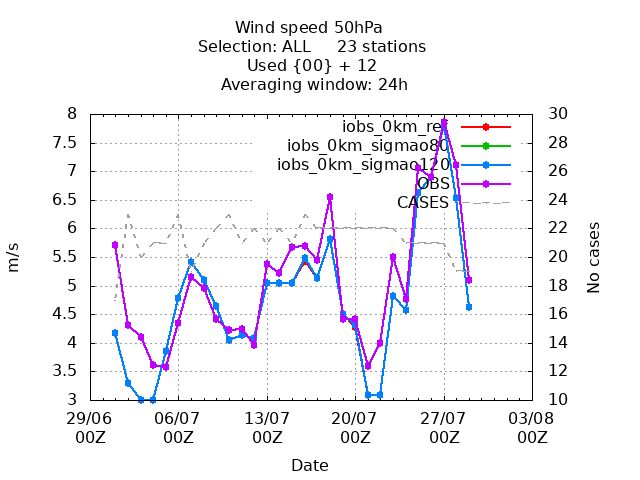 Wind speed 50hPa
Selection: ALL 23 stations
Used {00} + 12
Averaging window: 24h
8
7.5
7
6.5
6
5.5
5
4.5
4
3.5
3
m/s
30
28
26
24
22
20
18
16
14
12
10
No cases
iobs_0km_ref
iobs_0km_sigmao80
iobs_0km_sigmao120
OBS
CASES
29/06 06/07 13/07 20/07 27/07 03/08
00Z 00Z 00Z 00Z 00Z 00Z
Date